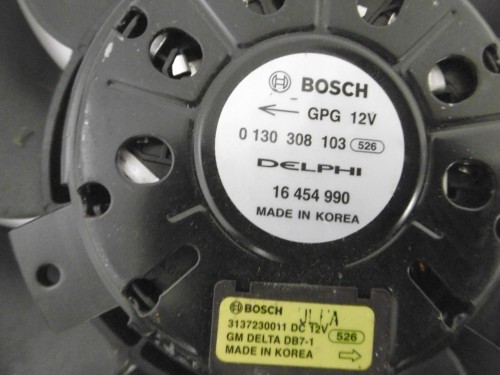 BOSCH
GPG 12V
0 130 308 103 526
DELPHI
16 454 990
MADE IN KOREA
BOSCH
3137230011 DC 12V
GM DELTA DB7-1 526
MADE IN KOREA